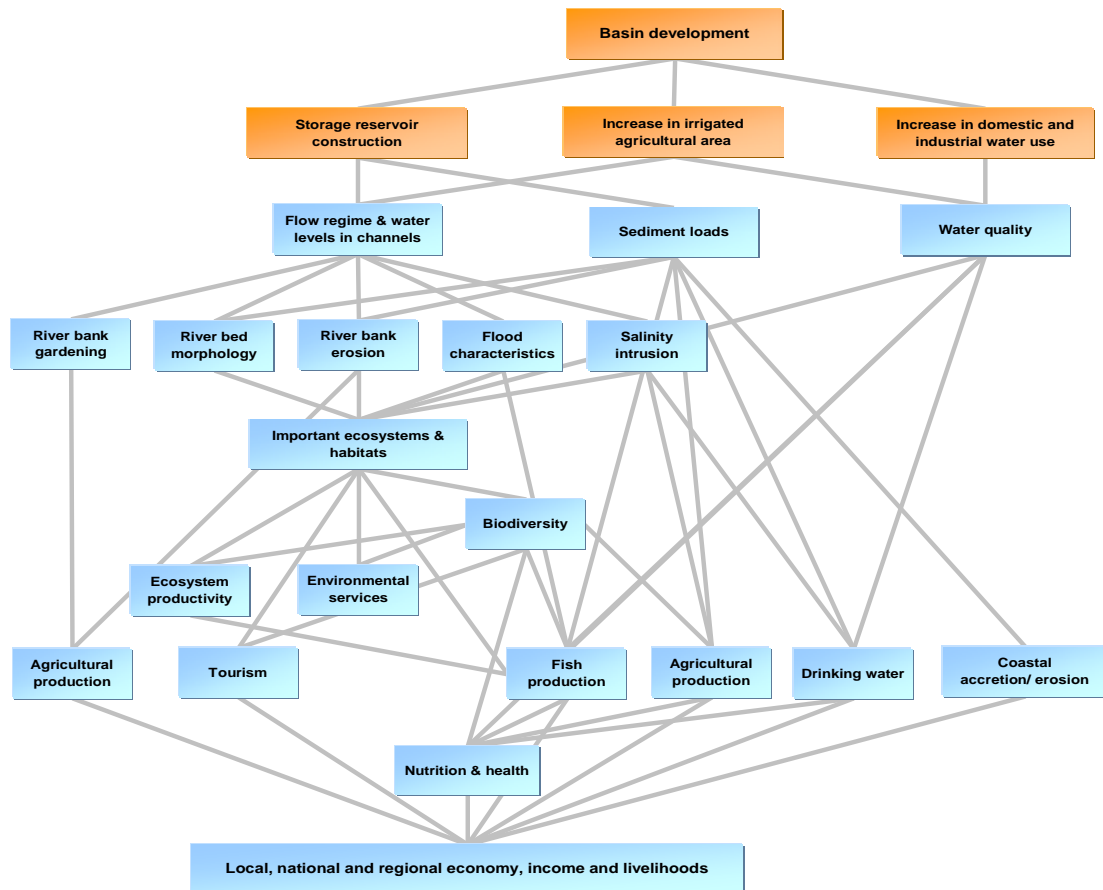 Basin development
Storage reservoir
construction
Increase in irrigated
agricultural area
Increase in domestic and
industrial water use
Flow regime & water
levels in channels
Sediment loads
Water quality
River bank
gardening
River bed
morphology
River bank
erosion
Flood
characteristics
Salinity
intrusion
Important ecosystems &
habitats
Biodiversity
Ecosystem
productivity
Environmental
services
Agricultural
production
Tourism
Fish
production
Agricultural
production
Drinking water
Coastal
accretion/ erosion
Nutrition & health
Local, national and regional economy, income and livelihoods